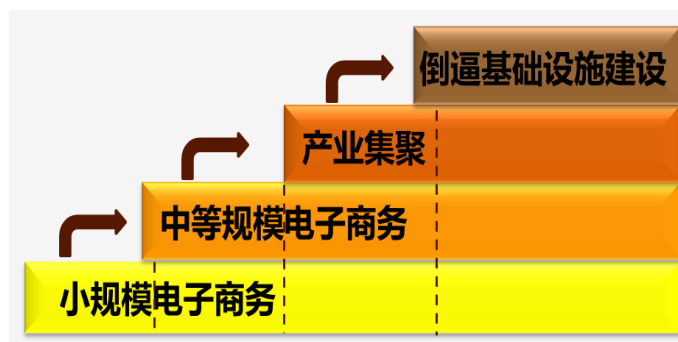 倒逼基础设施建设
产业集聚
中等规模电子商务
小规模电子商务